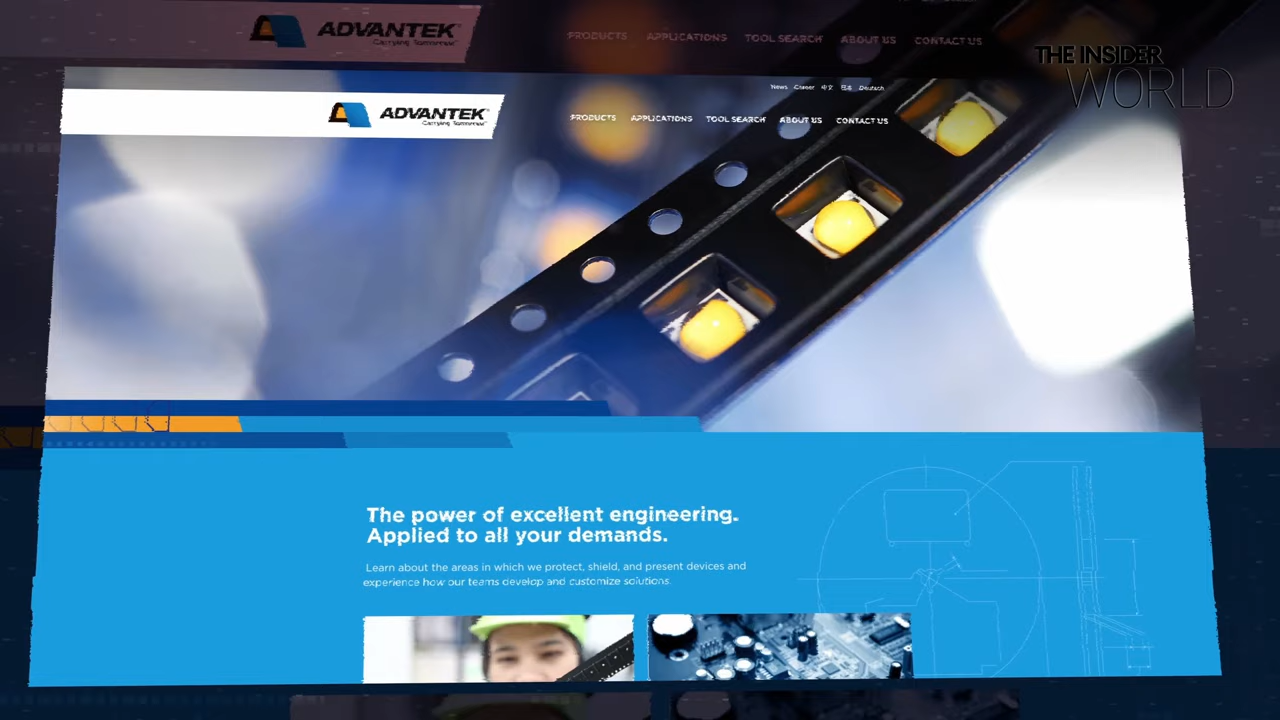 ADVANTEK
Carrying Tomorrow™
PRODUCTS APPLICATIONS TOOL SEARCH ABOUT US CONTACT US
THE INSIDER
WORLD
News Career 中文 日本 Deutsch
ADVANTEK®
Carrying Tomorrow™
PRODUCTS APPLICATIONS TOOL SEARCH ABOUT US CONTACT US
The power of excellent engineering.
Applied to all your demands.
Learn about the areas in which we protect, shield, and present devices and
experience how our teams develop and customize solutions.